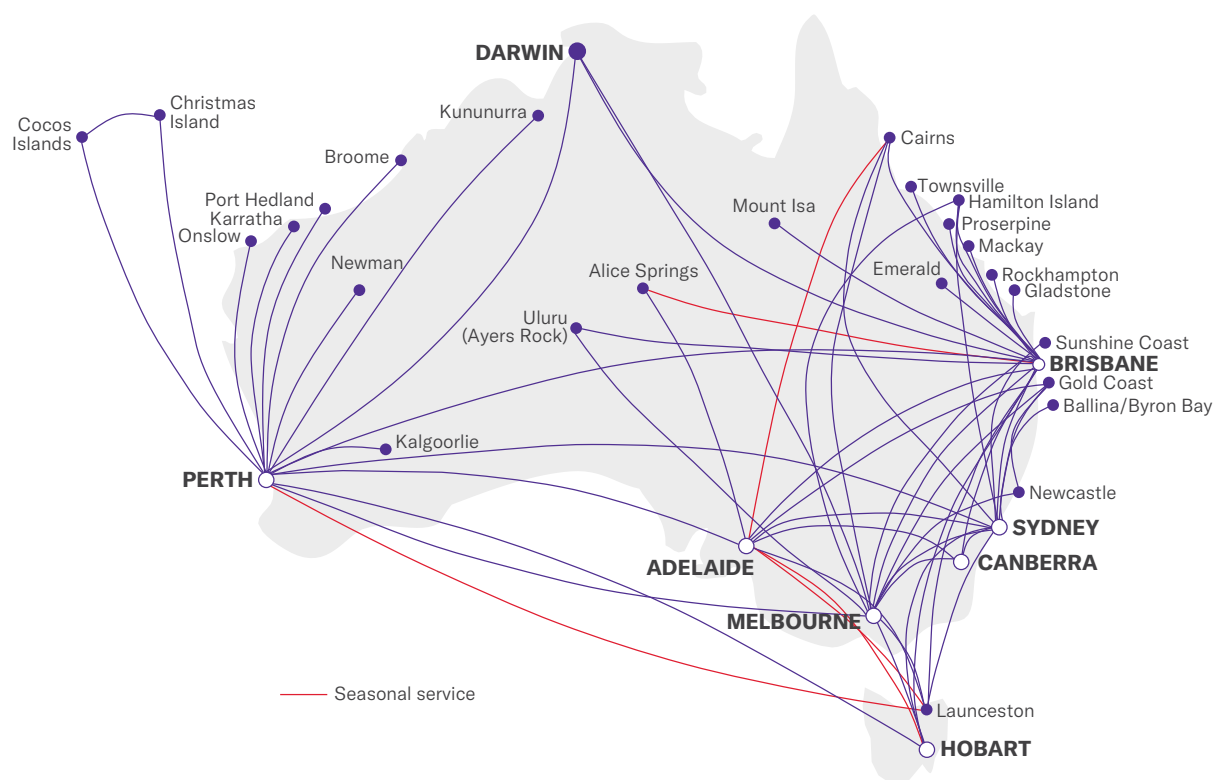 DARWIN
Christmas
Island
Cocos
Islands
Kununurra
Broome
Cairns
Port Hedland
Karratha
Onslow
Townsville
Hamilton Island
Mount Isa
Proserpine
Mackay
Newman
Alice Springs
Emerald
Rockhampton
Gladstone
Uluru
(Ayers Rock)
Sunshine Coast
BRISBANE
Gold Coast
Ballina/Byron Bay
Kalgoorlie
PERTH
Newcastle
SYDNEY
ADELAIDE
CANBERRA
MELBOURNE
Seasonal service
Launceston
HOBART